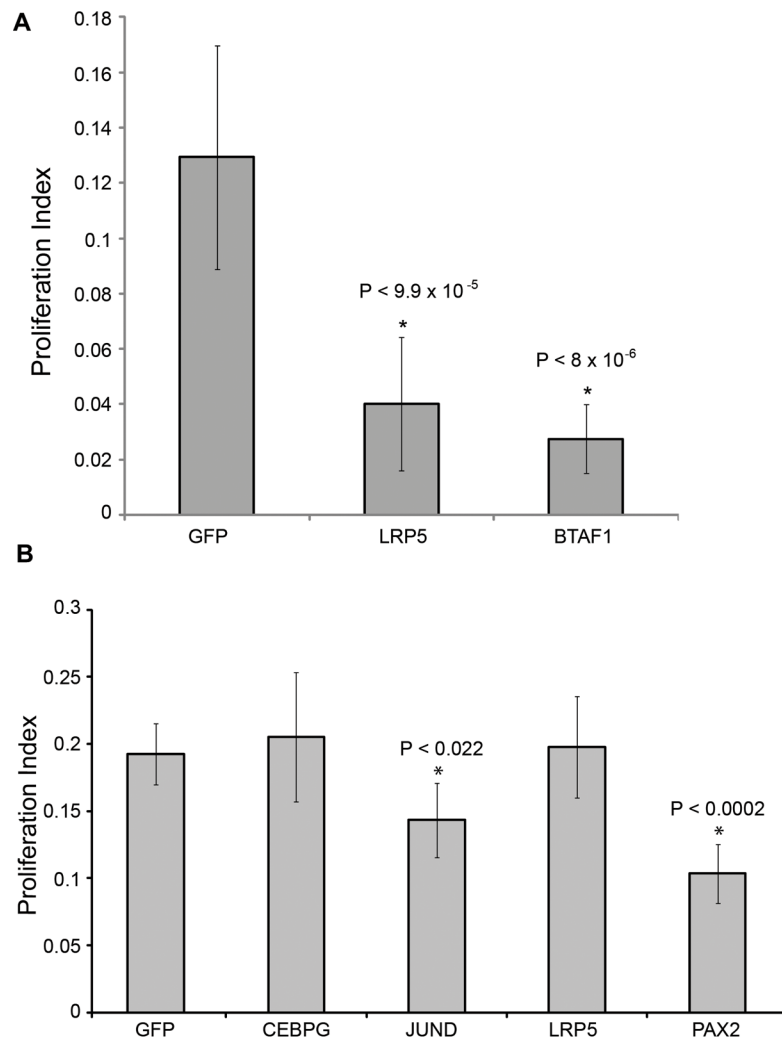 A
Proliferation Index
0.18
0.16
0.14
0.12
0.1
0.08
0.06
0.04
0.02
0
P < 9.9 x 10 -5
*
P < 8 x 10-6
*
GFP LRP5 BTAF1
B
Proliferation Index
0.3
0.25
0.2
0.15
0.1
0.05
0
P < 0.022
*
P < 0.0002
*
GFP CEBPG JUND LRP5 PAX2